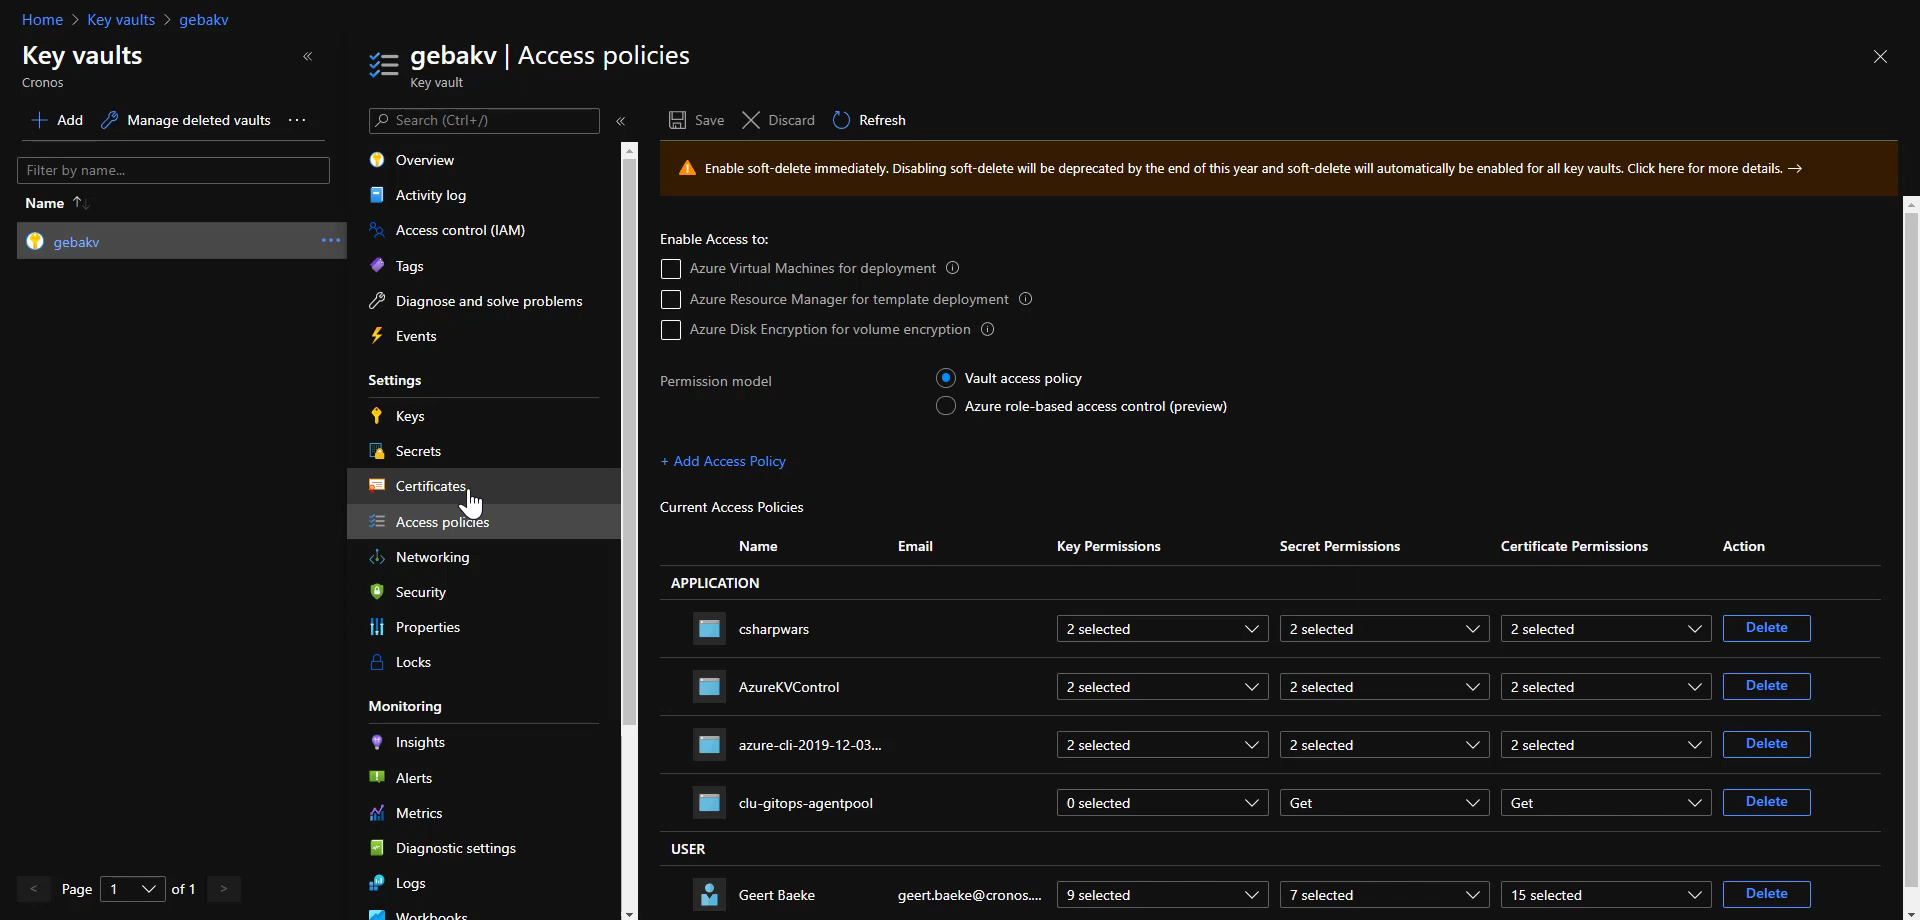 Home > Key vaults > gebakv
Key vaults
Cronos
Add Manage deleted vaults ...
Filter by name...
Name
gebakv
Page 1 of 1
gebakv | Access policies
Key vault
Search (Ctrl+/)
Overview
Activity log
Access control (IAM)
Tags
Diagnose and solve problems
Events
Settings
Keys
Secrets
Certificates
Access policies
Networking
Security
Properties
Locks
Monitoring
Insights
Alerts
Metrics
Diagnostic settings
Logs
Workbooks
Save Discard Refresh
Enable soft-delete immediately. Disabling soft-delete will be deprecated by the end of this year and soft-delete will automatically be enabled for all key vaults. Click here for more details. →
Enable Access to:
Azure Virtual Machines for deployment
Azure Resource Manager for template deployment
Azure Disk Encryption for volume encryption
Permission model
Vault access policy
Azure role-based access control (preview)
+ Add Access Policy
Current Access Policies
Name Email Key Permissions Secret Permissions Certificate Permissions Action
APPLICATION
csharpwars 2 selected 2 selected 2 selected Delete
AzureKVControl 2 selected 2 selected 2 selected Delete
azure-cli-2019-12-03... 2 selected 2 selected 2 selected Delete
clu-gitops-agentpool 0 selected Get Get Delete
USER
Geert Baeke geert.baeke@cronos.... 9 selected 7 selected 15 selected Delete